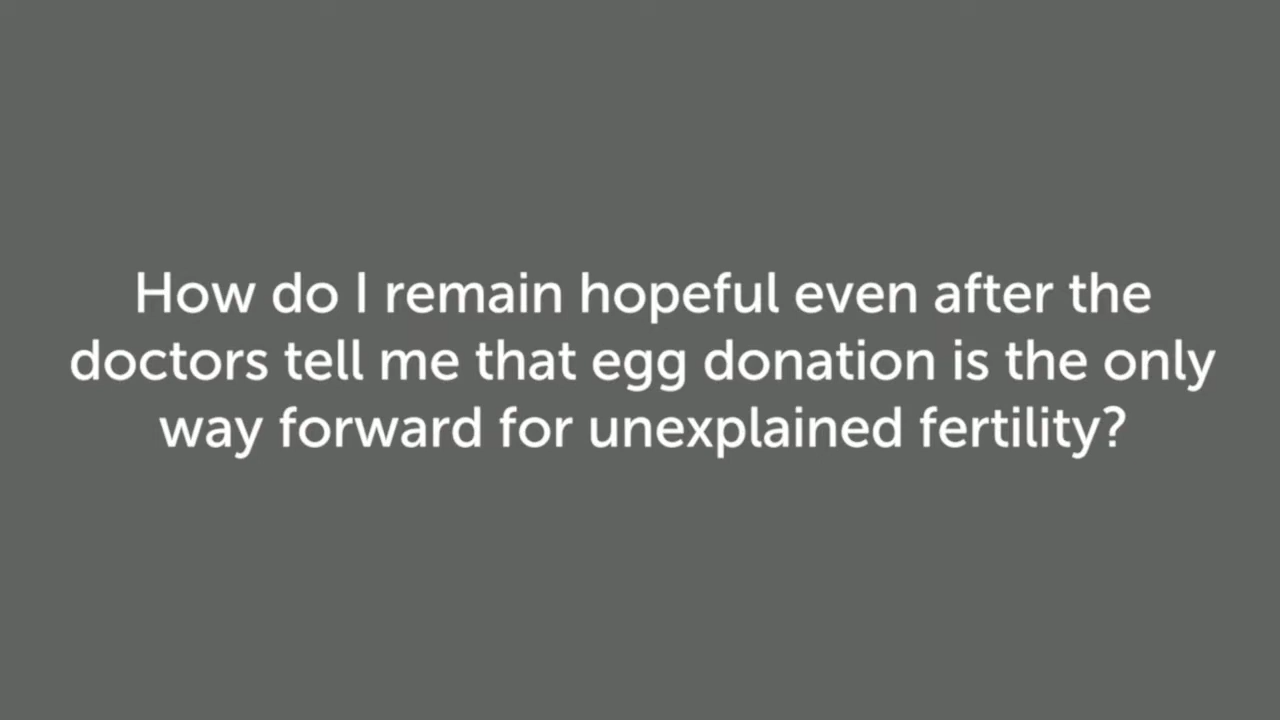 How do I remain hopeful even after the
doctors tell me that egg donation is the only
way forward for unexplained fertility?